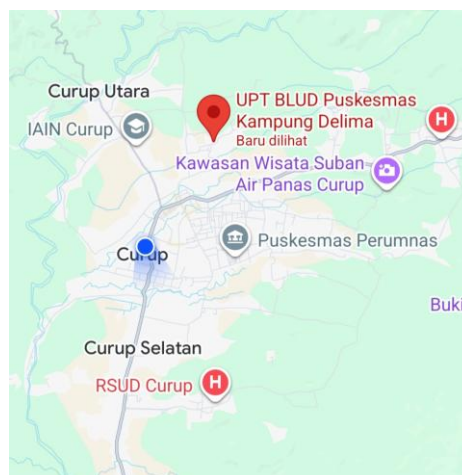 Curup Utara
IAIN Curup
UPT BLUD Puskesmas
Kampung Delima
Baru dilihat
H
Kawasan Wisata Suban
Air Panas Curup
Curup
Puskesmas Perumnas
Buki
Curup Selatan
RSUD Curup
H